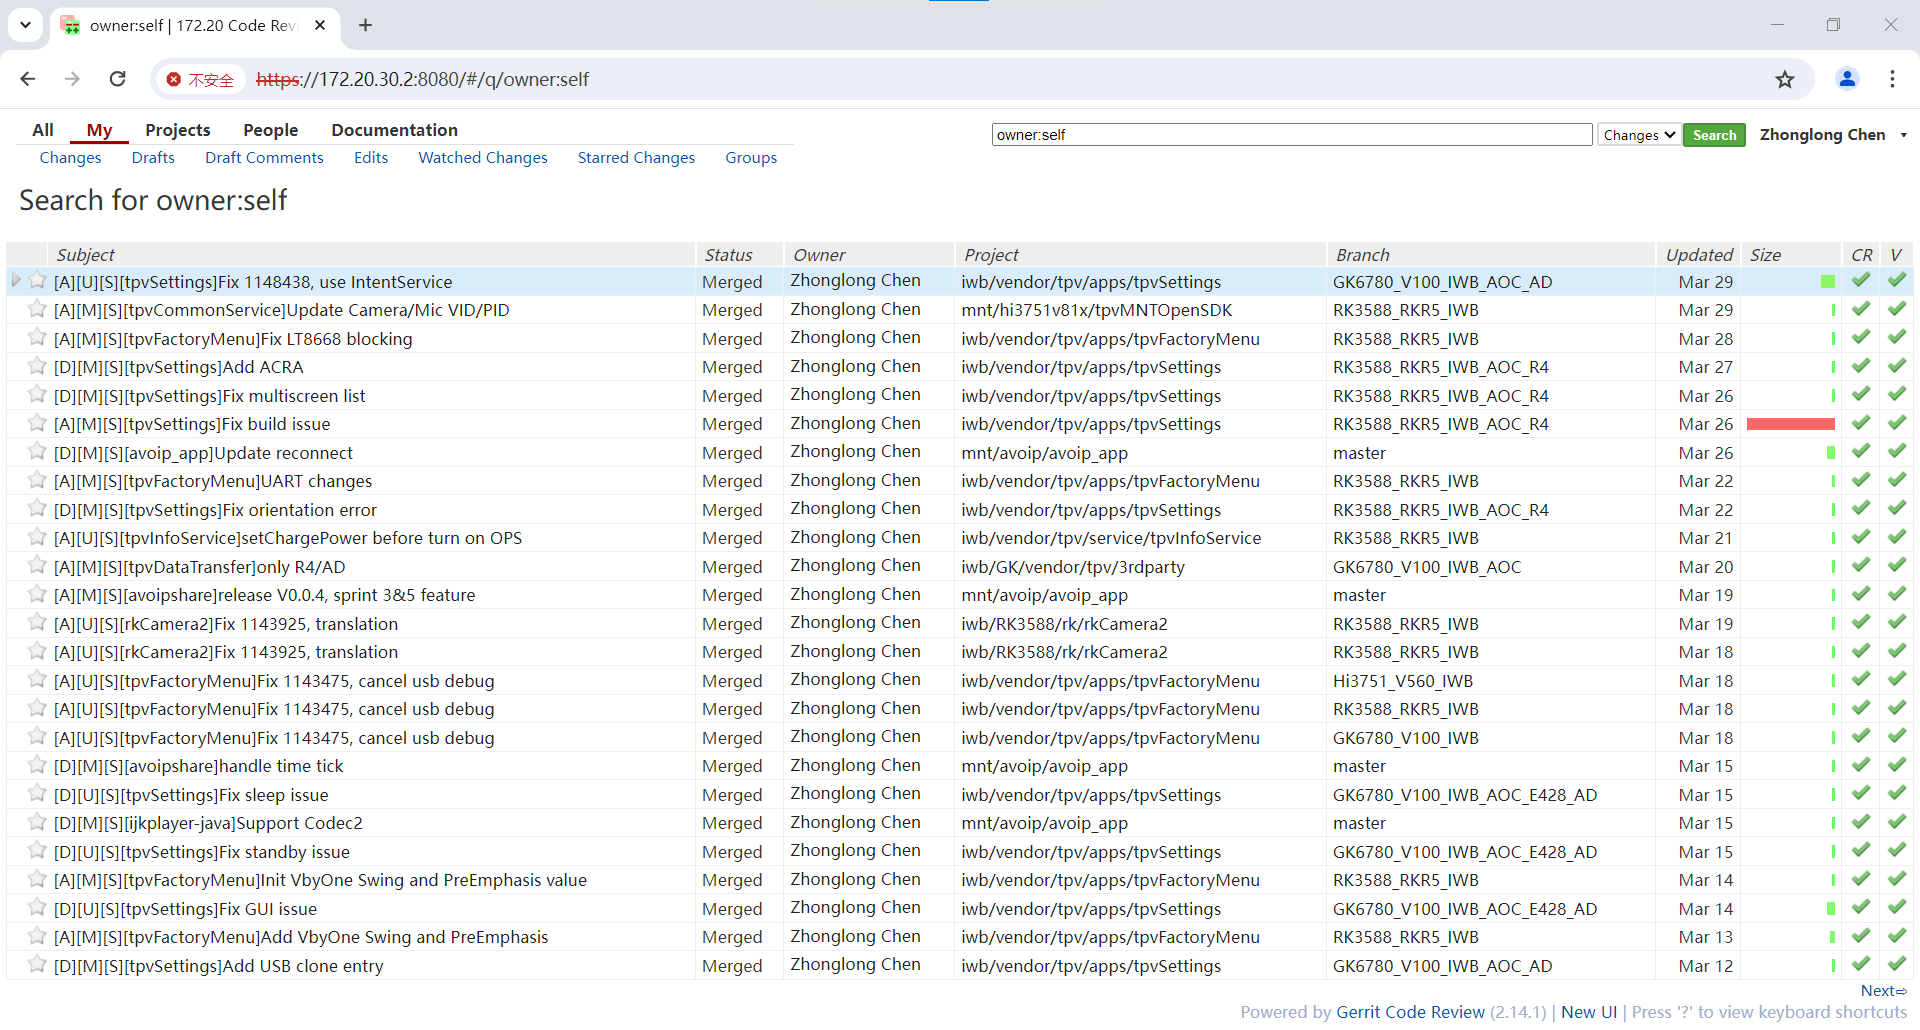 owner:self | 172.20 Code Rev
不安全 https://172.20.30.2:8080/#/q/owner:self
All My Projects People Documentation
owner:self Changes Search Zhonglong Chen
Changes Drafts Draft Comments Edits Watched Changes Starred Changes Groups
Search for owner:self
Subject Status Owner Project Branch Updated Size CR V
[A][U][S][tpvSettings]Fix 1148438, use IntentService Merged Zhonglong Chen iwb/vendor/tpv/apps/tpvSettings GK6780_V100_IWB_AOC_AD Mar 29
[A][M][S][tpvCommonService]Update Camera/Mic VID/PID Merged Zhonglong Chen mnt/hi3751v81x/tpvMNTOpenSDK RK3588_RKR5_IWB Mar 29
[A][M][S][tpvFactoryMenu]Fix LT8668 blocking Merged Zhonglong Chen iwb/vendor/tpv/apps/tpvFactoryMenu RK3588_RKR5_IWB Mar 28
[D][M][S][tpvSettings]Add ACRA Merged Zhonglong Chen iwb/vendor/tpv/apps/tpvSettings RK3588_RKR5_IWB_AOC_R4 Mar 27
[D][M][S][tpvSettings]Fix multiscreen list Merged Zhonglong Chen iwb/vendor/tpv/apps/tpvSettings RK3588_RKR5_IWB_AOC_R4 Mar 26
[A][M][S][tpvSettings]Fix build issue Merged Zhonglong Chen iwb/vendor/tpv/apps/tpvSettings RK3588_RKR5_IWB_AOC_R4 Mar 26
[D][M][S][avoip_app]Update reconnect Merged Zhonglong Chen mnt/avoip/avoip_app master Mar 26
[A][M][S][tpvFactoryMenu]UART changes Merged Zhonglong Chen iwb/vendor/tpv/apps/tpvFactoryMenu RK3588_RKR5_IWB Mar 22
[D][M][S][tpvSettings]Fix orientation error Merged Zhonglong Chen iwb/vendor/tpv/apps/tpvSettings RK3588_RKR5_IWB_AOC_R4 Mar 22
[A][U][S][tpvInfoService]setChargePower before turn on OPS Merged Zhonglong Chen iwb/vendor/tpv/service/tpvInfoService RK3588_RKR5_IWB Mar 21
[A][M][S][tpvDataTransfer]only R4/AD Merged Zhonglong Chen iwb/GK/vendor/tpv/3rdparty GK6780_V100_IWB_AOC Mar 20
[A][M][S][avoipshare]release V0.0.4, sprint 3&5 feature Merged Zhonglong Chen mnt/avoip/avoip_app master Mar 19
[A][U][S][rkCamera2]Fix 1143925, translation Merged Zhonglong Chen iwb/RK3588/rk/rkCamera2 RK3588_RKR5_IWB Mar 19
[A][U][S][rkCamera2]Fix 1143925, translation Merged Zhonglong Chen iwb/RK3588/rk/rkCamera2 RK3588_RKR5_IWB Mar 18
[A][U][S][tpvFactoryMenu]Fix 1143475, cancel usb debug Merged Zhonglong Chen iwb/vendor/tpv/apps/tpvFactoryMenu Hi3751_V560_IWB Mar 18
[A][U][S][tpvFactoryMenu]Fix 1143475, cancel usb debug Merged Zhonglong Chen iwb/vendor/tpv/apps/tpvFactoryMenu RK3588_RKR5_IWB Mar 18
[A][U][S][tpvFactoryMenu]Fix 1143475, cancel usb debug Merged Zhonglong Chen iwb/vendor/tpv/apps/tpvFactoryMenu GK6780_V100_IWB Mar 18
[D][M][S][avoipshare]handle time tick Merged Zhonglong Chen mnt/avoip/avoip_app master Mar 15
[D][U][S][tpvSettings]Fix sleep issue Merged Zhonglong Chen iwb/vendor/tpv/apps/tpvSettings GK6780_V100_IWB_AOC_E428_AD Mar 15
[D][M][S][ijkplayer-java]Support Codec2 Merged Zhonglong Chen mnt/avoip/avoip_app master Mar 15
[D][U][S][tpvSettings]Fix standby issue Merged Zhonglong Chen iwb/vendor/tpv/apps/tpvSettings GK6780_V100_IWB_AOC_E428_AD Mar 15
[A][M][S][tpvFactoryMenu]Init VbyOne Swing and PreEmphasis value Merged Zhonglong Chen iwb/vendor/tpv/apps/tpvFactoryMenu RK3588_RKR5_IWB Mar 14
[D][U][S][tpvSettings]Fix GUI issue Merged Zhonglong Chen iwb/vendor/tpv/apps/tpvSettings GK6780_V100_IWB_AOC_E428_AD Mar 14
[A][M][S][tpvFactoryMenu]Add VbyOne Swing and PreEmphasis Merged Zhonglong Chen iwb/vendor/tpv/apps/tpvFactoryMenu RK3588_RKR5_IWB Mar 13
[D][M][S][tpvSettings]Add USB clone entry Merged Zhonglong Chen iwb/vendor/tpv/apps/tpvSettings GK6780_V100_IWB_AOC_AD Mar 12
Next⇨
Powered by Gerrit Code Review (2.14.1) | New UI | Press '?' to view keyboard shortcuts